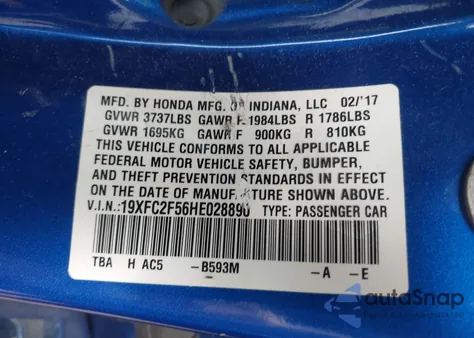 MFD. BY HONDA MFG. OF INDIANA, LLC 02/'17
GVWR 3737LBS GAWR F 1984LBS R 1786LBS
GVWR 1695KG GAWR F 900KG R 810KG
THIS VEHICLE CONFORMS TO ALL APPLICABLE
FEDERAL MOTOR VEHICLE SAFETY, BUMPER,
AND THEFT PREVENTION STANDARDS IN EFFECT
ON THE DATE OF MANUFACTURE SHOWN ABOVE.
V.I.N.:19XFC2F56HE028890 TYPE: PASSENGER CAR
TBA H AC5 -B593M -A -E
autoSnap